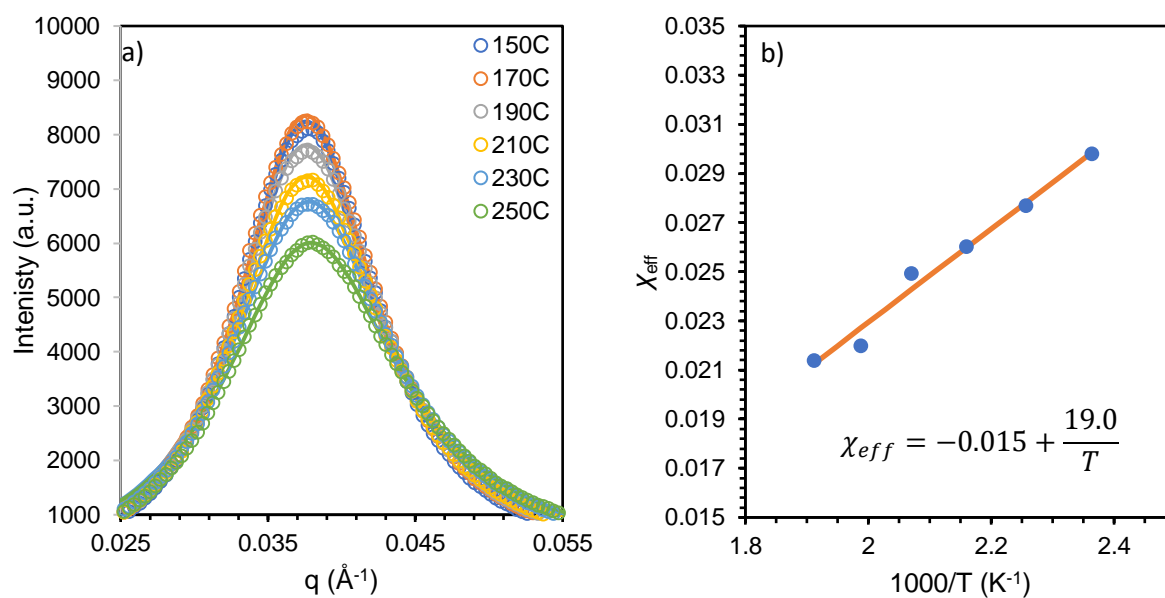 a)
10000
9000
8000
7000
6000
5000
4000
3000
2000
1000
Intenisty (a.u.)
0.025 0.035 0.045 0.055
q (Å⁻¹)
150C
170C
190C
210C
230C
250C
b)
0.035
0.033
0.031
0.029
0.027
0.025
0.023
0.021
0.019
0.017
0.015
χeff
1.8 2 2.2 2.4
1000/T (K⁻¹)
χ_eff = −0.015 + 19.0/T